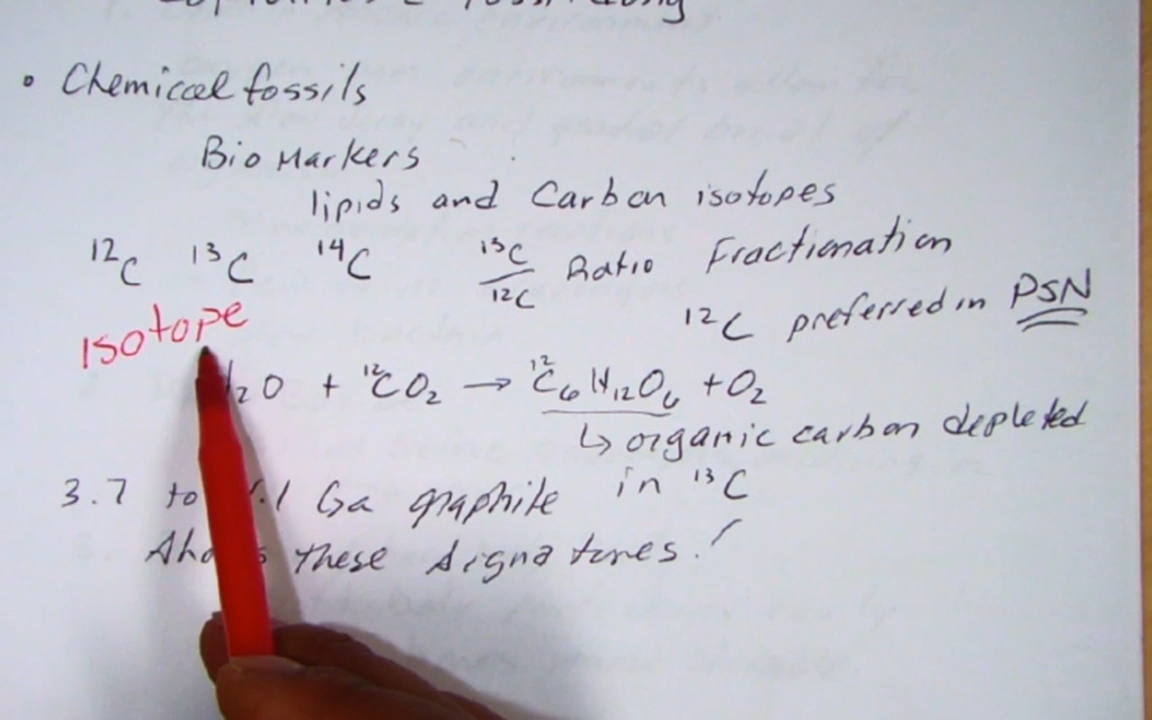 • Chemical fossils
Bio Markers
lipids and Carbon isotopes
¹²C ¹³C ¹⁴C ¹³C/¹²C Ratio Fractionation
¹²C preferred in PSN
isotope
H₂O + ¹²CO₂ → ¹²C₆H₁₂O₆ + O₂
↳ organic carbon depleted
in ¹³C
3.7 to Ga graphite
these signatures!